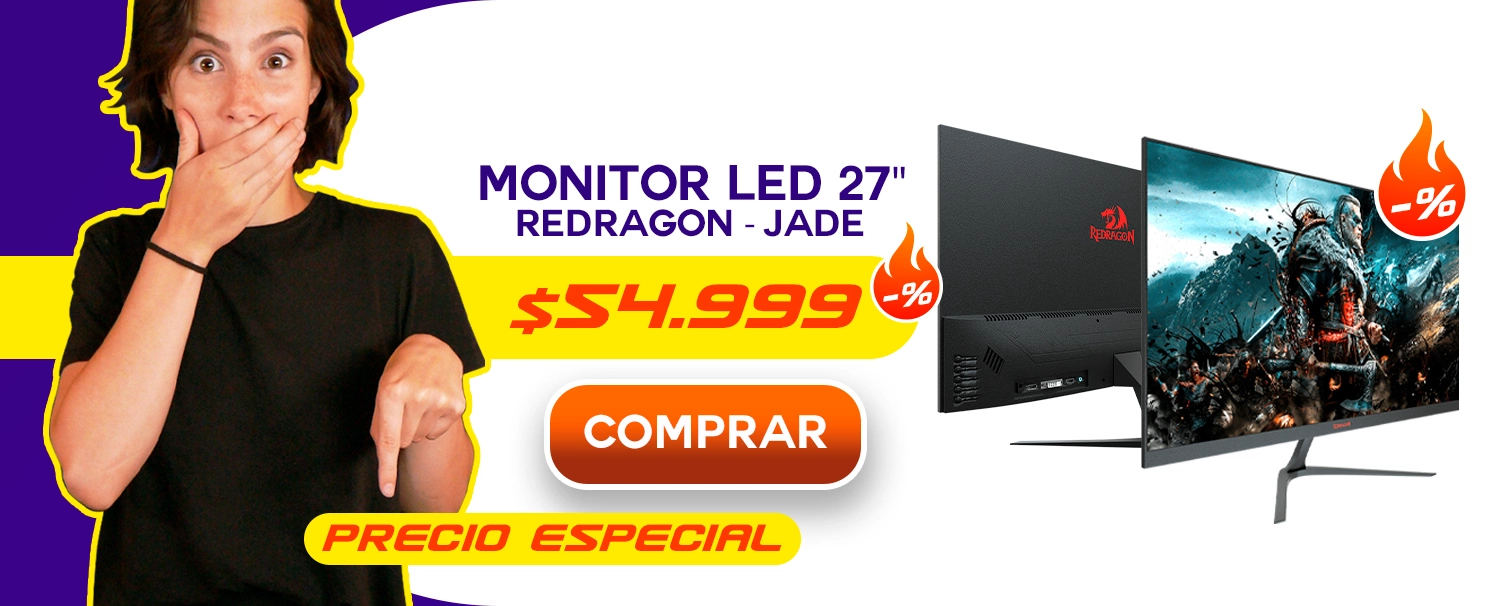 MONITOR LED 27"
REDRAGON - JADE
$54.999
-%
COMPRAR
PRECIO ESPECIAL
REDRAGON
-%